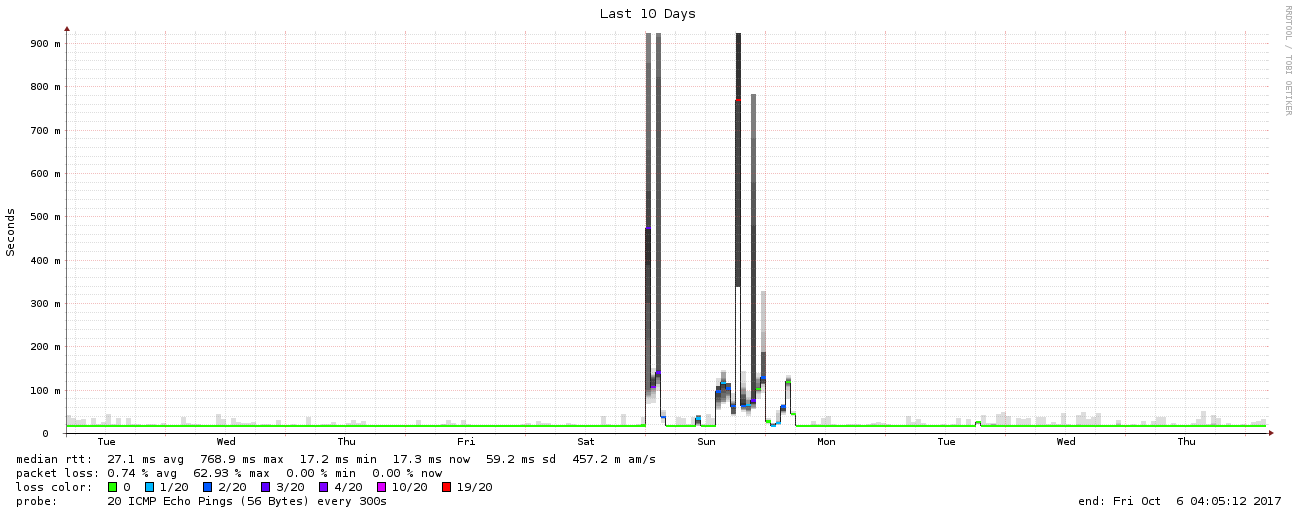 Last 10 Days
RRDTOOL / TOBI OETIKER
Seconds
900 m
800 m
700 m
600 m
500 m
400 m
300 m
200 m
100 m
0
Tue Wed Thu Fri Sat Sun Mon Tue Wed Thu
median rtt: 27.1 ms avg 768.9 ms max 17.2 ms min 17.3 ms now 59.2 ms sd 457.2 m am/s
packet loss: 0.74 % avg 62.93 % max 0.00 % min 0.00 % now
loss color: 0 1/20 2/20 3/20 4/20 10/20 19/20
probe: 20 ICMP Echo Pings (56 Bytes) every 300s end: Fri Oct 6 04:05:12 2017